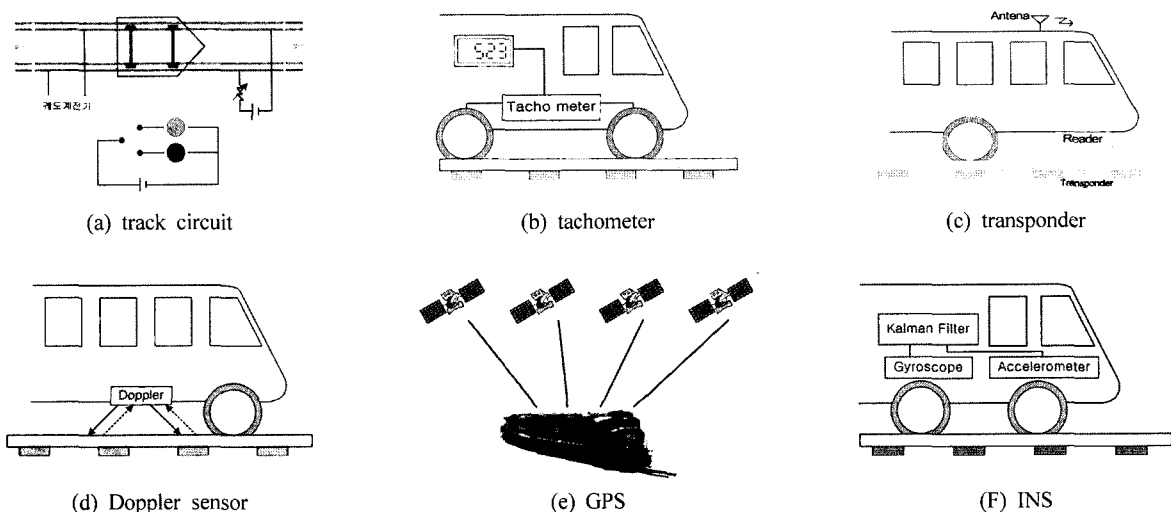 궤도계전기
(a) track circuit
523
Tacho meter
(b) tachometer
Antena
Reader
Transponder
(c) transponder
Doppler
(d) Doppler sensor
(e) GPS
Kalman Filter
Gyroscope
Accelerometer
(F) INS